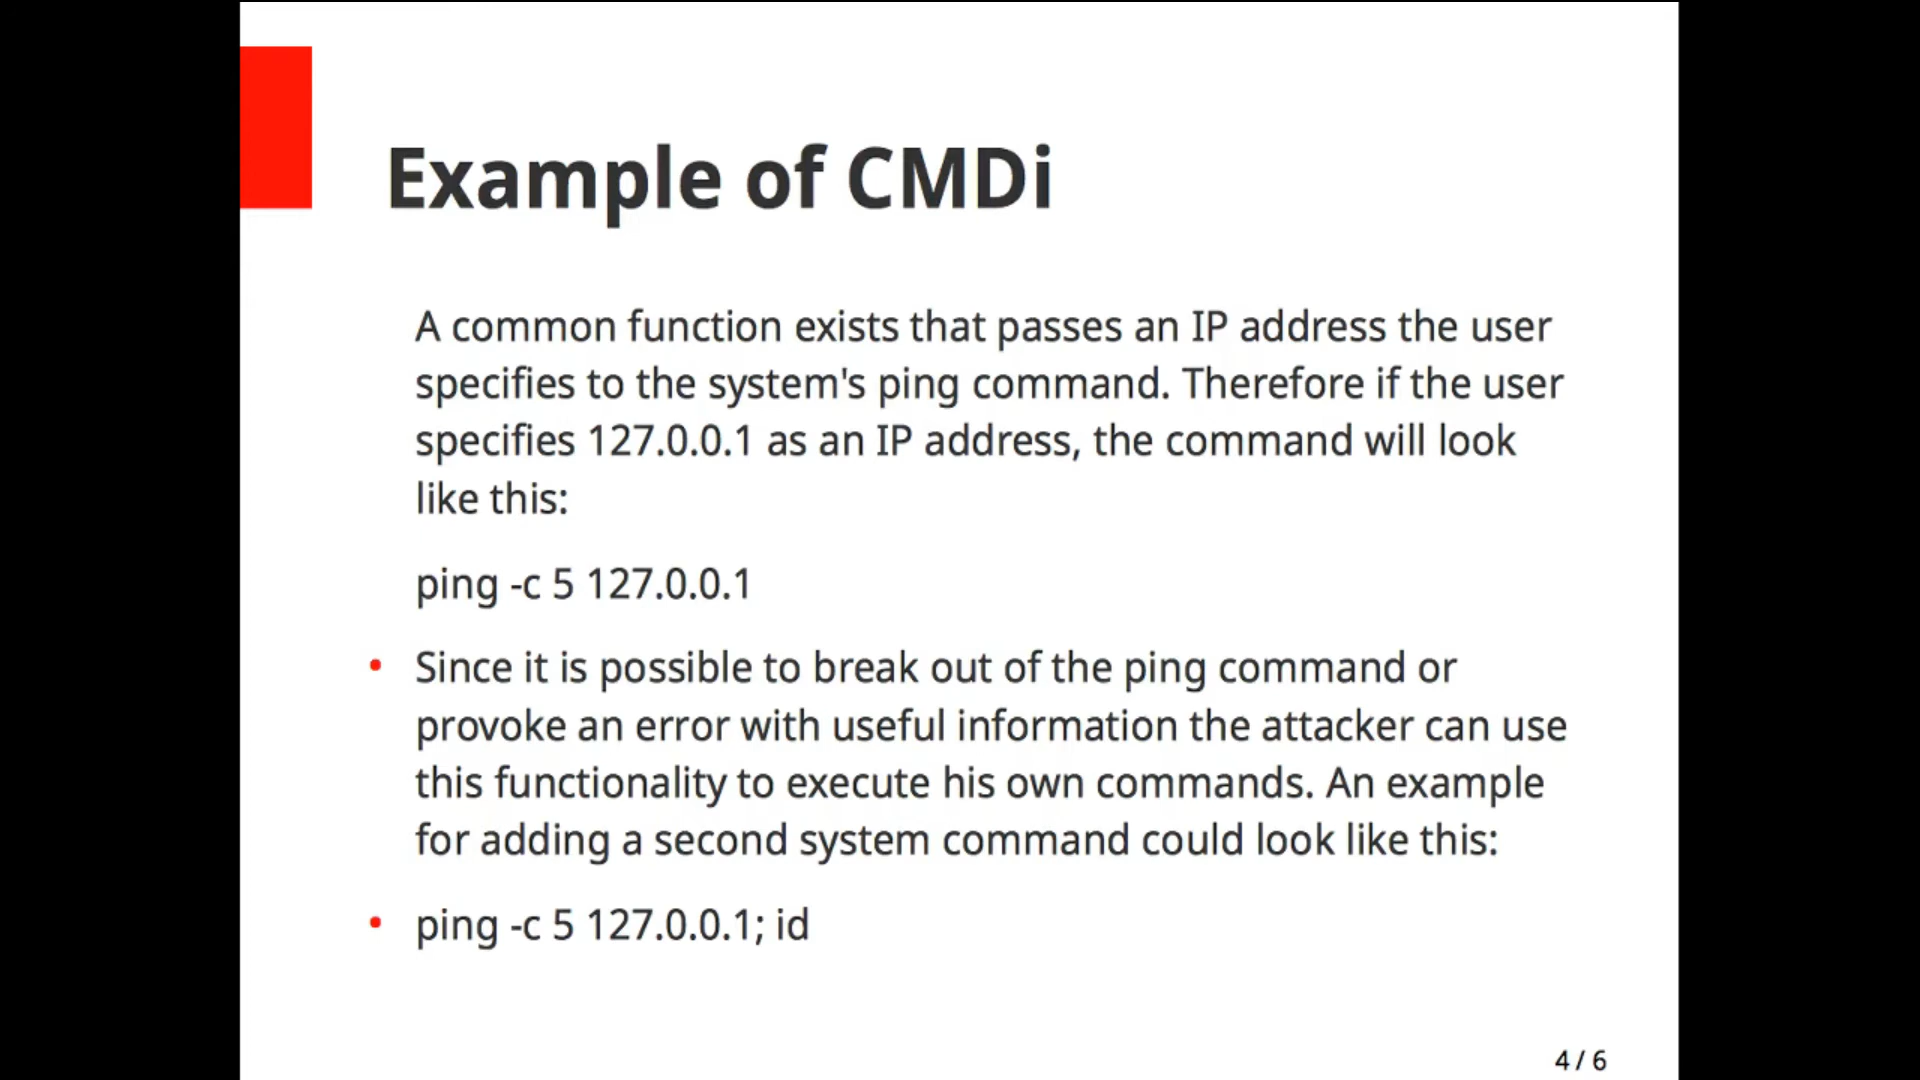 Example of CMDi
A common function exists that passes an IP address the user
specifies to the system's ping command. Therefore if the user
specifies 127.0.0.1 as an IP address, the command will look
like this:
ping -c 5 127.0.0.1
• Since it is possible to break out of the ping command or
provoke an error with useful information the attacker can use
this functionality to execute his own commands. An example
for adding a second system command could look like this:
• ping -c 5 127.0.0.1; id
4 / 6